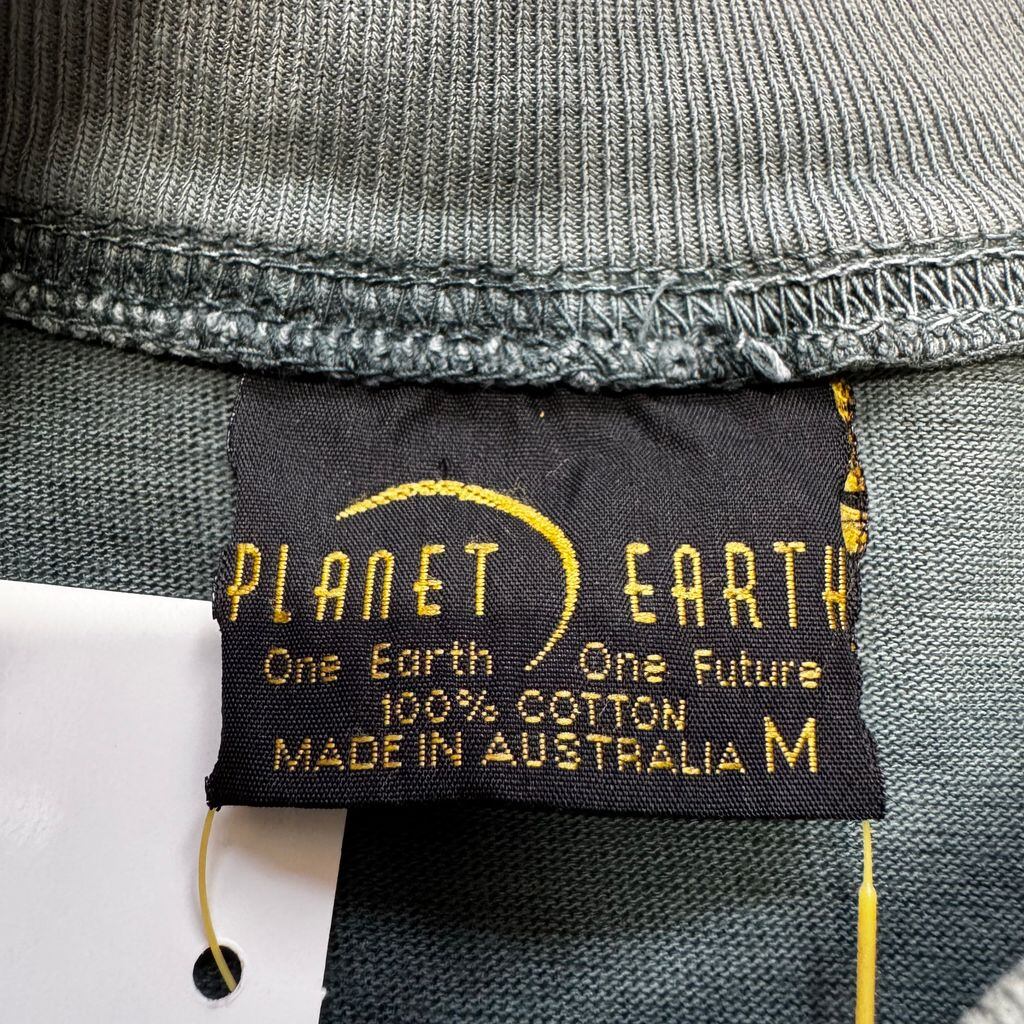 PLANET EARTH
One Earth One Future
100% COTTON
MADE IN AUSTRALIA M